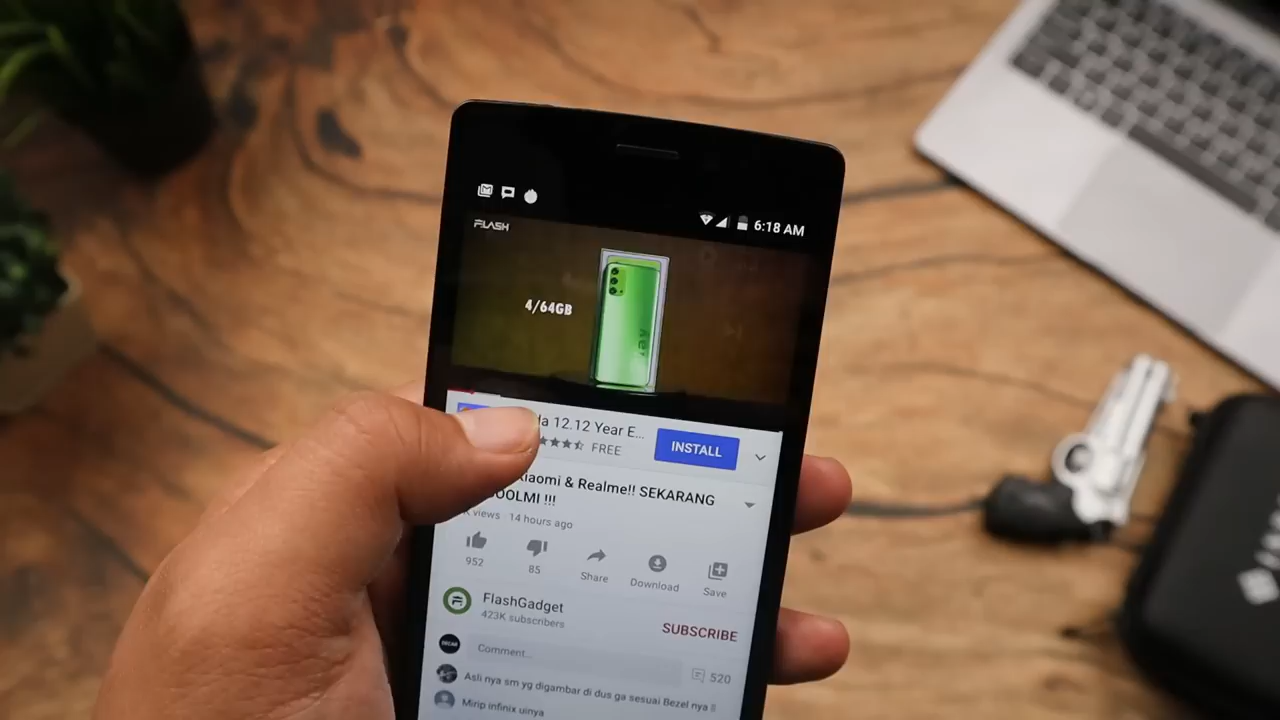 6:18 AM
FLASH
4/64GB
da 12.12 Year E...
FREE
INSTALL
Xiaomi & Realme!! SEKARANG
OOLMI !!!
K views 14 hours ago
952
85
Share
Download
Save
FlashGadget
423K subscribers
SUBSCRIBE
Comment...
520
Asli nya sm yg digambar di dus ga sesuai Bezel nya
Mirip infinix uinya